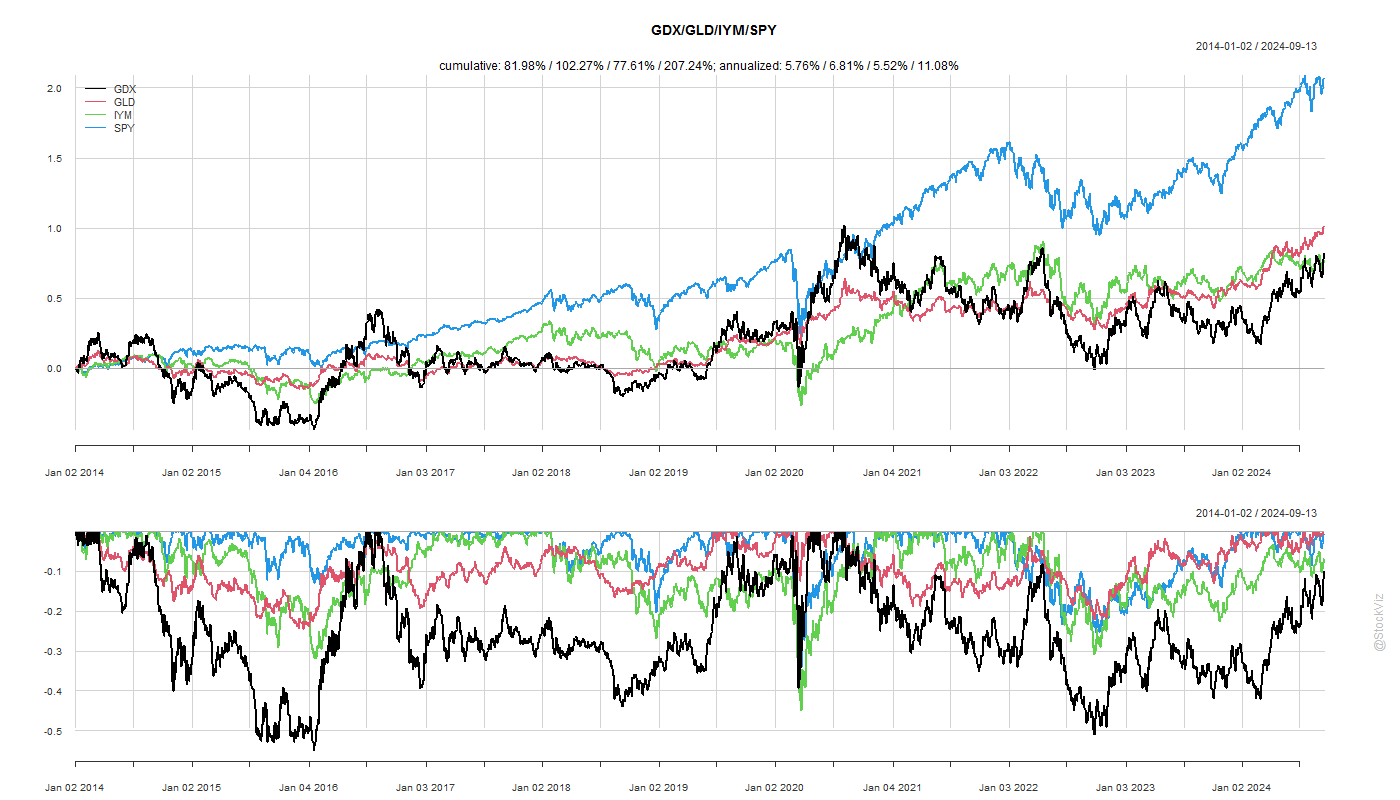 GDX/GLD/IYM/SPY
2014-01-02 / 2024-09-13
cumulative: 81.98% / 102.27% / 77.61% / 207.24%; annualized: 5.76% / 6.81% / 5.52% / 11.08%
GDX
GLD
IYM
SPY
2.0
1.5
1.0
0.5
0.0
Jan 02 2014 Jan 02 2015 Jan 04 2016 Jan 03 2017 Jan 02 2018 Jan 02 2019 Jan 02 2020 Jan 04 2021 Jan 03 2022 Jan 03 2023 Jan 02 2024
2014-01-02 / 2024-09-13
-0.1
-0.2
-0.3
-0.4
-0.5
Jan 02 2014 Jan 02 2015 Jan 04 2016 Jan 03 2017 Jan 02 2018 Jan 02 2019 Jan 02 2020 Jan 04 2021 Jan 03 2022 Jan 03 2023 Jan 02 2024
@StockViz